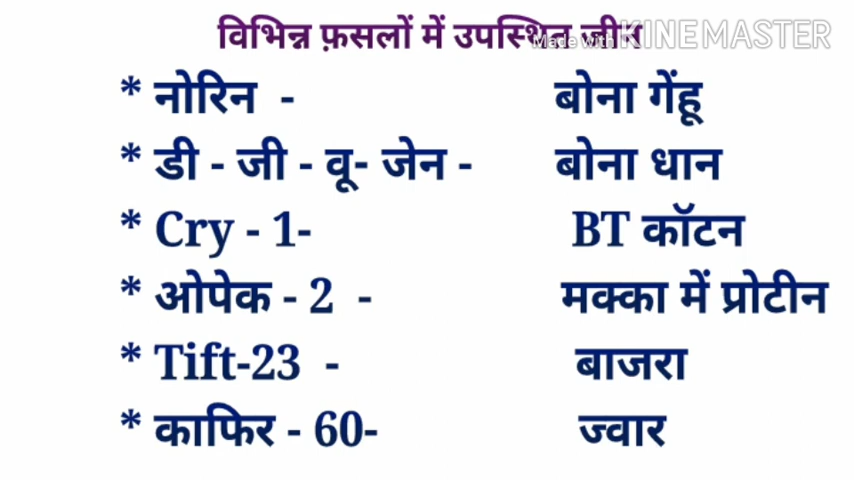 विभिन्न फ़सलों में उपस्थित जीन
Made with KINEMASTER
* नोरिन - बोना गेंहू
* डी - जी - वू- जेन - बोना धान
* Cry - 1- BT कॉटन
* ओपेक - 2 - मक्का में प्रोटीन
* Tift-23 - बाजरा
* काफिर - 60- ज्वार